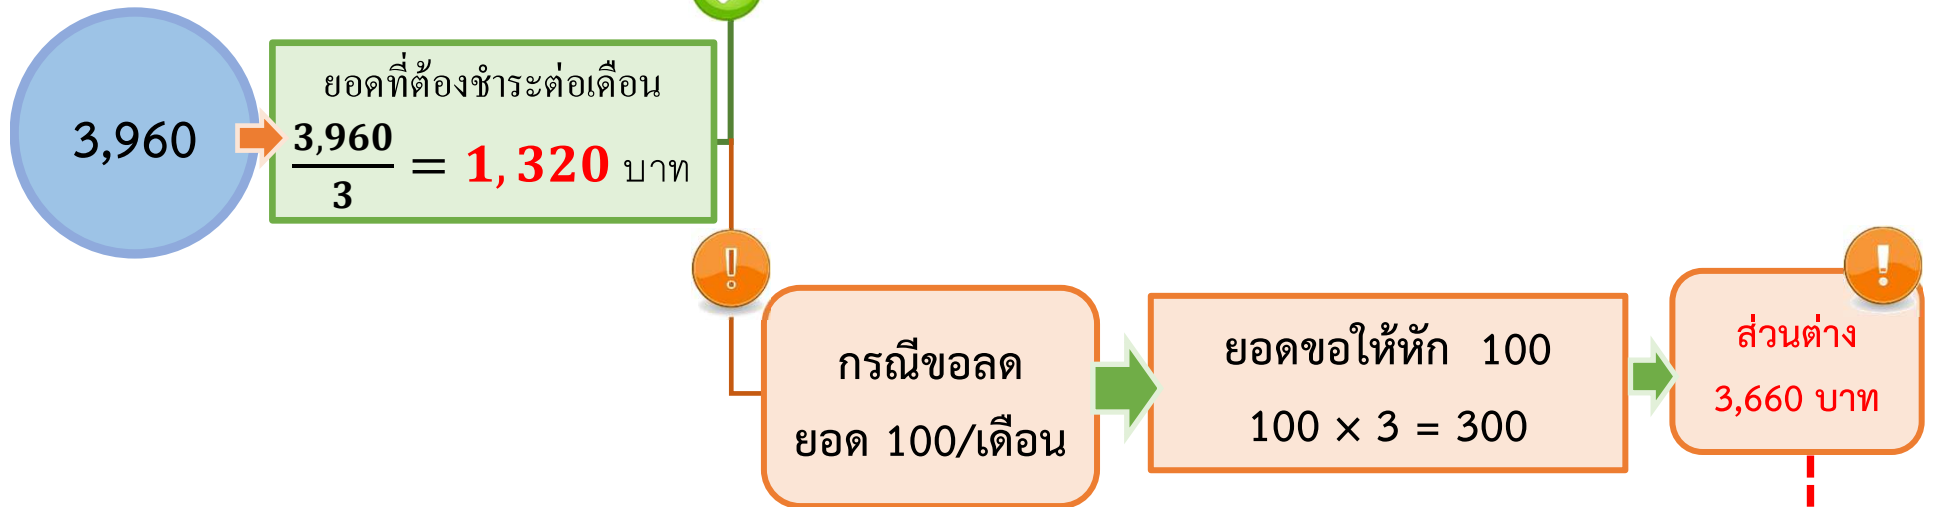 3,960
ยอดที่ต้องชำระต่อเดือน
3,960
3
= 1,320 บาท
กรณีขอลด
ยอด 100/เดือน
ยอดขอให้หัก 100
100 × 3 = 300
ส่วนต่าง
3,660 บาท